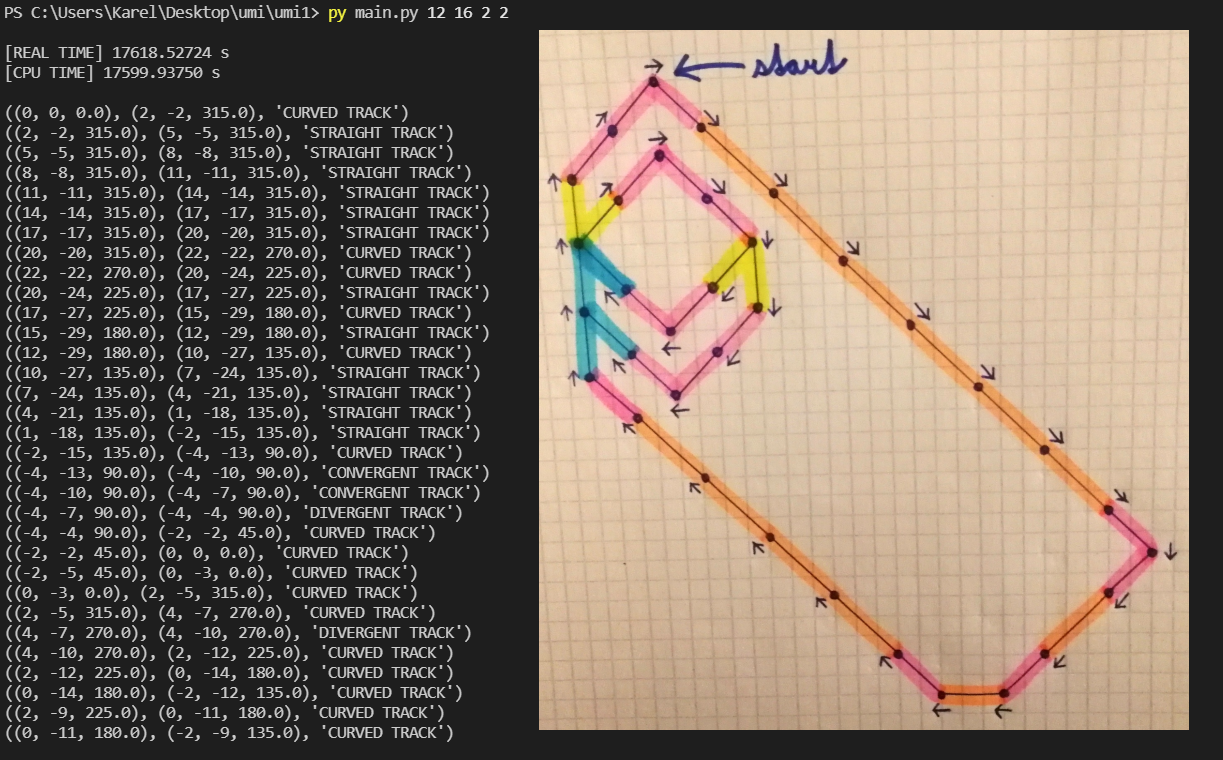 PS C:\Users\Karel\Desktop\umi\umi1> py main.py 12 16 2 2
[REAL TIME] 17618.52724 s
[CPU TIME] 17599.93750 s
((0, 0, 0.0), (2, -2, 315.0), 'CURVED TRACK')
((2, -2, 315.0), (5, -5, 315.0), 'STRAIGHT TRACK')
((5, -5, 315.0), (8, -8, 315.0), 'STRAIGHT TRACK')
((8, -8, 315.0), (11, -11, 315.0), 'STRAIGHT TRACK')
((11, -11, 315.0), (14, -14, 315.0), 'STRAIGHT TRACK')
((14, -14, 315.0), (17, -17, 315.0), 'STRAIGHT TRACK')
((17, -17, 315.0), (20, -20, 315.0), 'STRAIGHT TRACK')
((20, -20, 315.0), (22, -22, 270.0), 'CURVED TRACK')
((22, -22, 270.0), (20, -24, 225.0), 'CURVED TRACK')
((20, -24, 225.0), (17, -27, 225.0), 'STRAIGHT TRACK')
((17, -27, 225.0), (15, -29, 180.0), 'CURVED TRACK')
((15, -29, 180.0), (12, -29, 180.0), 'STRAIGHT TRACK')
((12, -29, 180.0), (10, -27, 135.0), 'CURVED TRACK')
((10, -27, 135.0), (7, -24, 135.0), 'STRAIGHT TRACK')
((7, -24, 135.0), (4, -21, 135.0), 'STRAIGHT TRACK')
((4, -21, 135.0), (1, -18, 135.0), 'STRAIGHT TRACK')
((1, -18, 135.0), (-2, -15, 135.0), 'STRAIGHT TRACK')
((-2, -15, 135.0), (-4, -13, 90.0), 'CURVED TRACK')
((-4, -13, 90.0), (-4, -10, 90.0), 'CONVERGENT TRACK')
((-4, -10, 90.0), (-4, -7, 90.0), 'CONVERGENT TRACK')
((-4, -7, 90.0), (-4, -4, 90.0), 'DIVERGENT TRACK')
((-4, -4, 90.0), (-2, -2, 45.0), 'CURVED TRACK')
((-2, -2, 45.0), (0, 0, 0.0), 'CURVED TRACK')
((-2, -5, 45.0), (0, -3, 0.0), 'CURVED TRACK')
((0, -3, 0.0), (2, -5, 315.0), 'CURVED TRACK')
((2, -5, 315.0), (4, -7, 270.0), 'CURVED TRACK')
((4, -7, 270.0), (4, -10, 270.0), 'DIVERGENT TRACK')
((4, -10, 270.0), (2, -12, 225.0), 'CURVED TRACK')
((2, -12, 225.0), (0, -14, 180.0), 'CURVED TRACK')
((0, -14, 180.0), (-2, -12, 135.0), 'CURVED TRACK')
((2, -9, 225.0), (0, -11, 180.0), 'CURVED TRACK')
((0, -11, 180.0), (-2, -9, 135.0), 'CURVED TRACK')
start